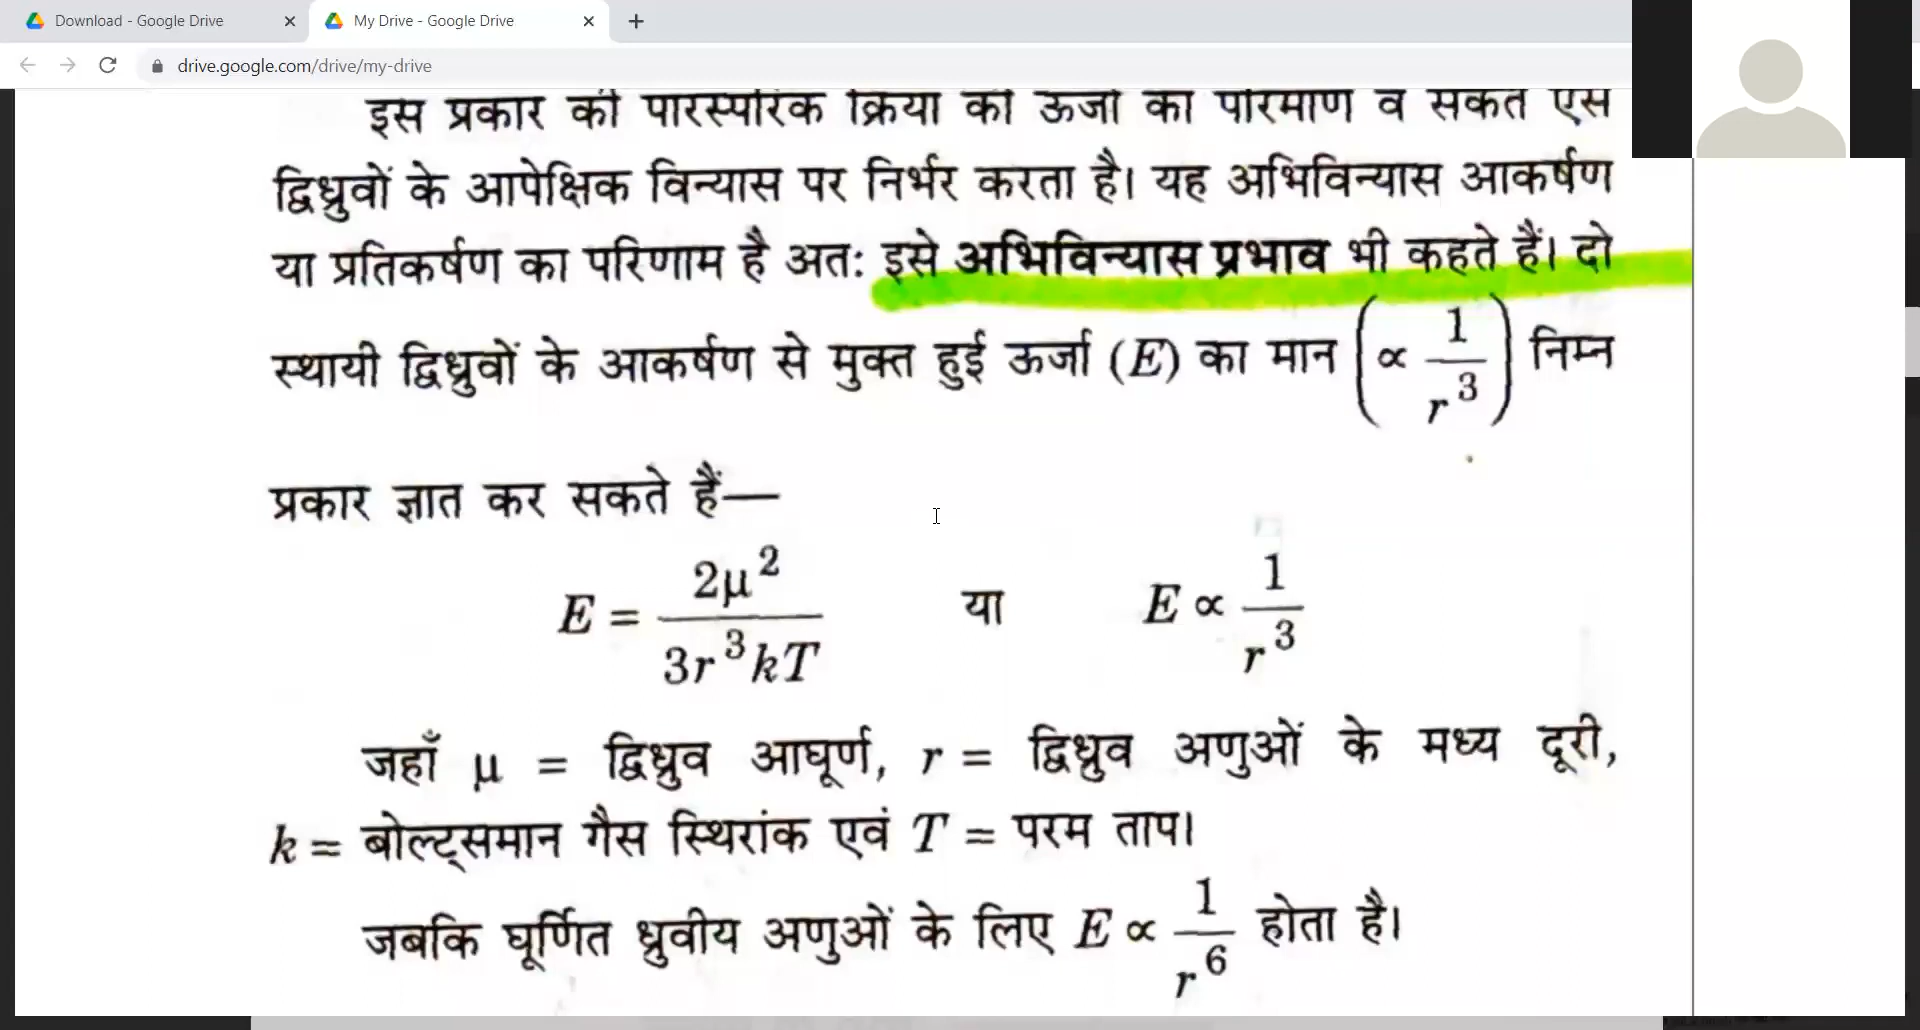 Download - Google Drive
My Drive - Google Drive
drive.google.com/drive/my-drive
इस प्रकार की पारस्परिक क्रिया की ऊर्जा का परिमाण व संकेत ऐसे
द्विध्रुवों के आपेक्षिक विन्यास पर निर्भर करता है। यह अभिविन्यास आकर्षण
या प्रतिकर्षण का परिणाम है अतः इसे अभिविन्यास प्रभाव भी कहते हैं। दो
स्थायी द्विध्रुवों के आकर्षण से मुक्त हुई ऊर्जा (E) का मान (∝ 1/r³) निम्न
प्रकार ज्ञात कर सकते हैं—
E = 2μ²/3r³kT या E ∝ 1/r³
जहाँ μ = द्विध्रुव आघूर्ण, r = द्विध्रुव अणुओं के मध्य दूरी,
k = बोल्ट्समान गैस स्थिरांक एवं T = परम ताप।
जबकि घूर्णित ध्रुवीय अणुओं के लिए E ∝ 1/r⁶ होता है।